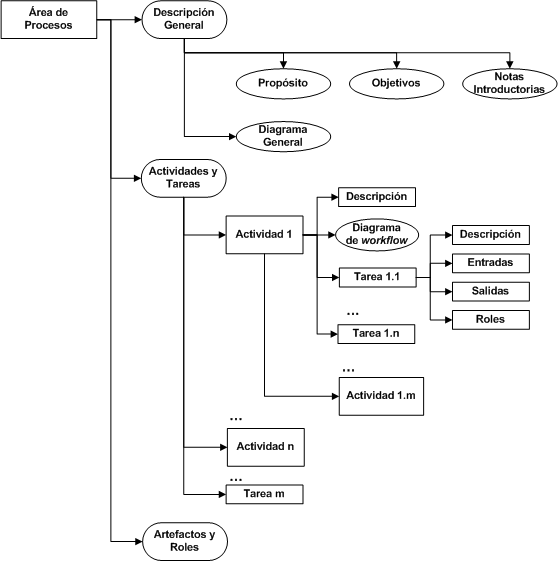 Área de
Procesos
Descripción
General
Propósito
Objetivos
Notas
Introductorias
Diagrama
General
Actividades y
Tareas
Actividad 1
Descripción
Diagrama
de workflow
Tarea 1.1
Descripción
Entradas
Salidas
Roles
...
Tarea 1.n
...
Actividad 1.m
...
Actividad n
...
Tarea m
Artefactos y
Roles